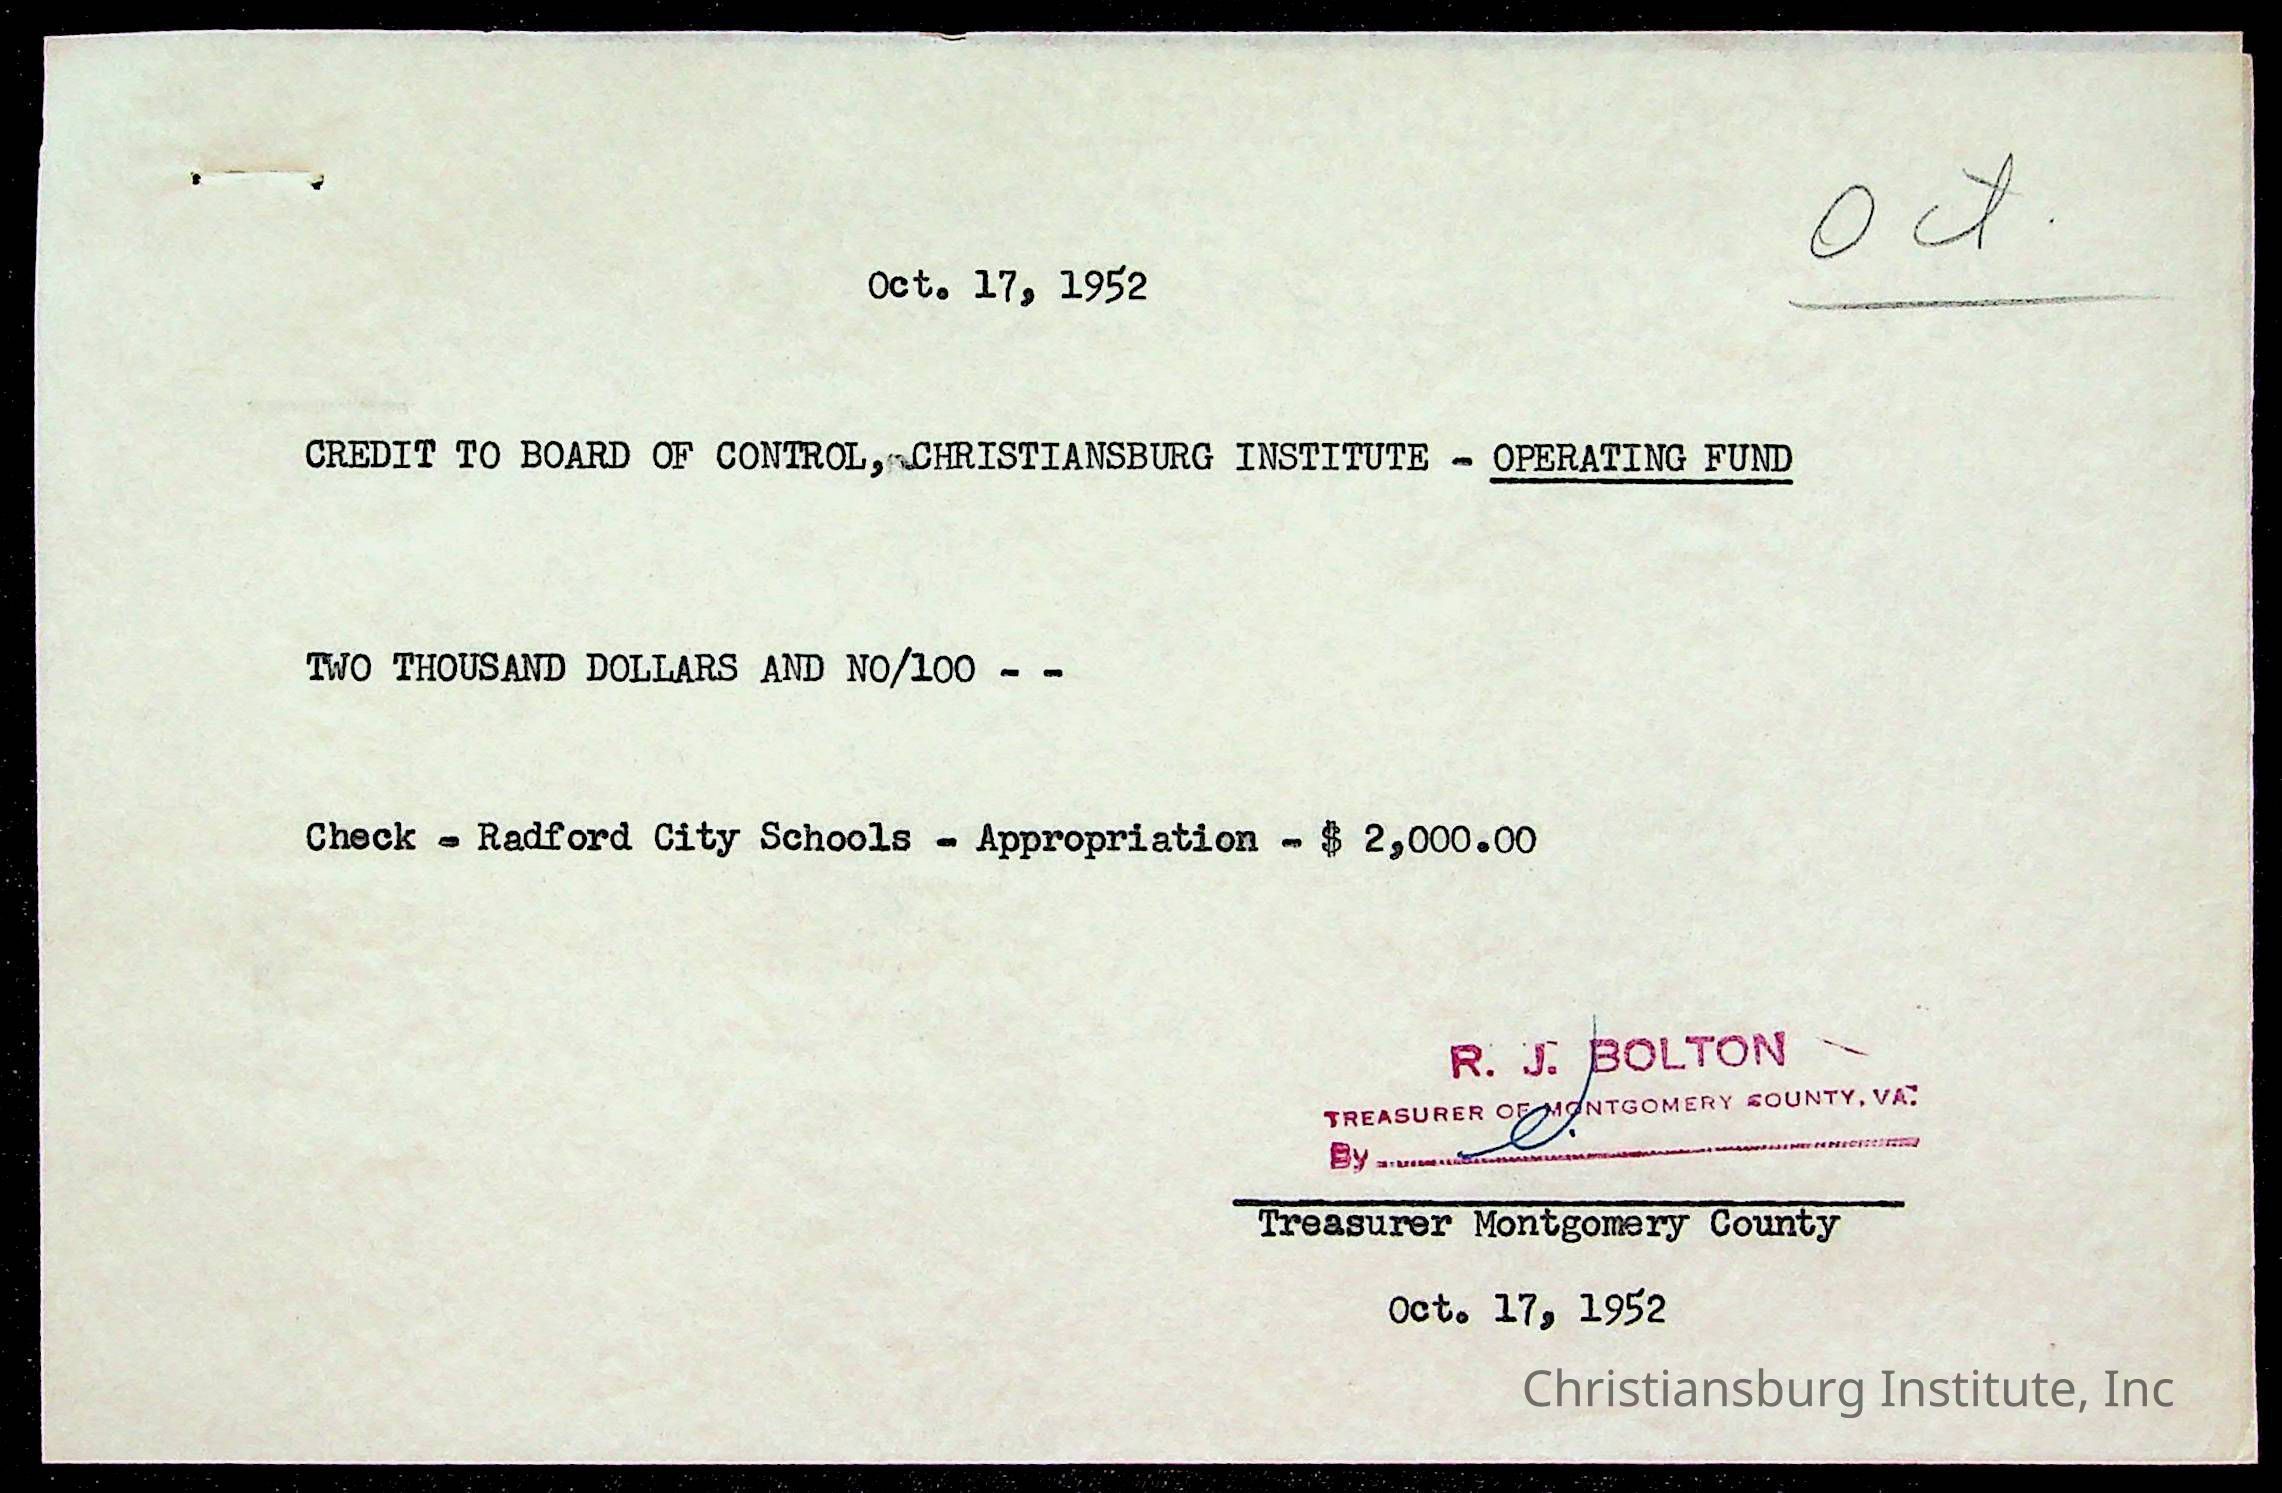 Oct.
Oct. 17, 1952
CREDIT TO BOARD OF CONTROL, CHRISTIANSBURG INSTITUTE - OPERATING FUND
TWO THOUSAND DOLLARS AND NO/100 - -
Check - Radford City Schools - Appropriation - $ 2,000.00
R. J. BOLTON
TREASURER OF MONTGOMERY COUNTY, VA.
By
Treasurer Montgomery County
Oct. 17, 1952
Christiansburg Institute, Inc